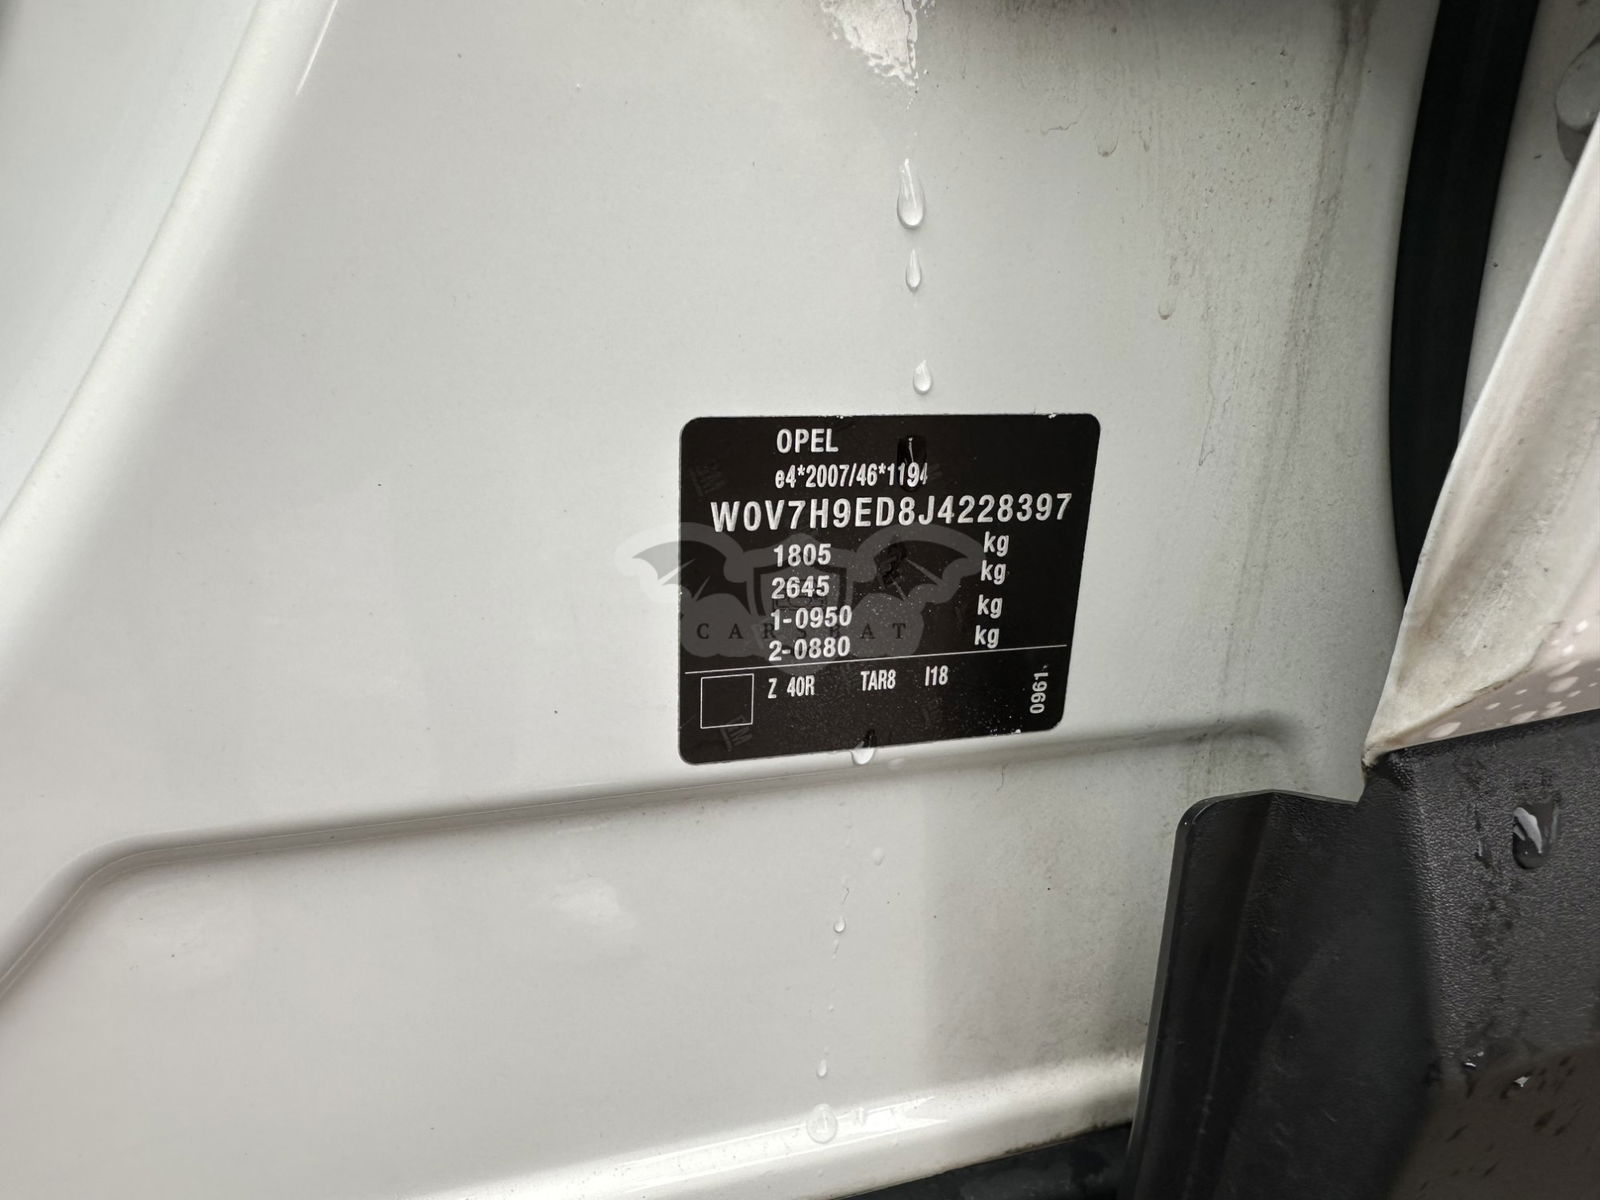 OPEL
e4*2007/46*1194
W0V7H9ED8J4228397
1805 kg
2645 kg
1-0950 kg
CARSBAT
2-0880 kg
Z 40R TAR8 I18
0961